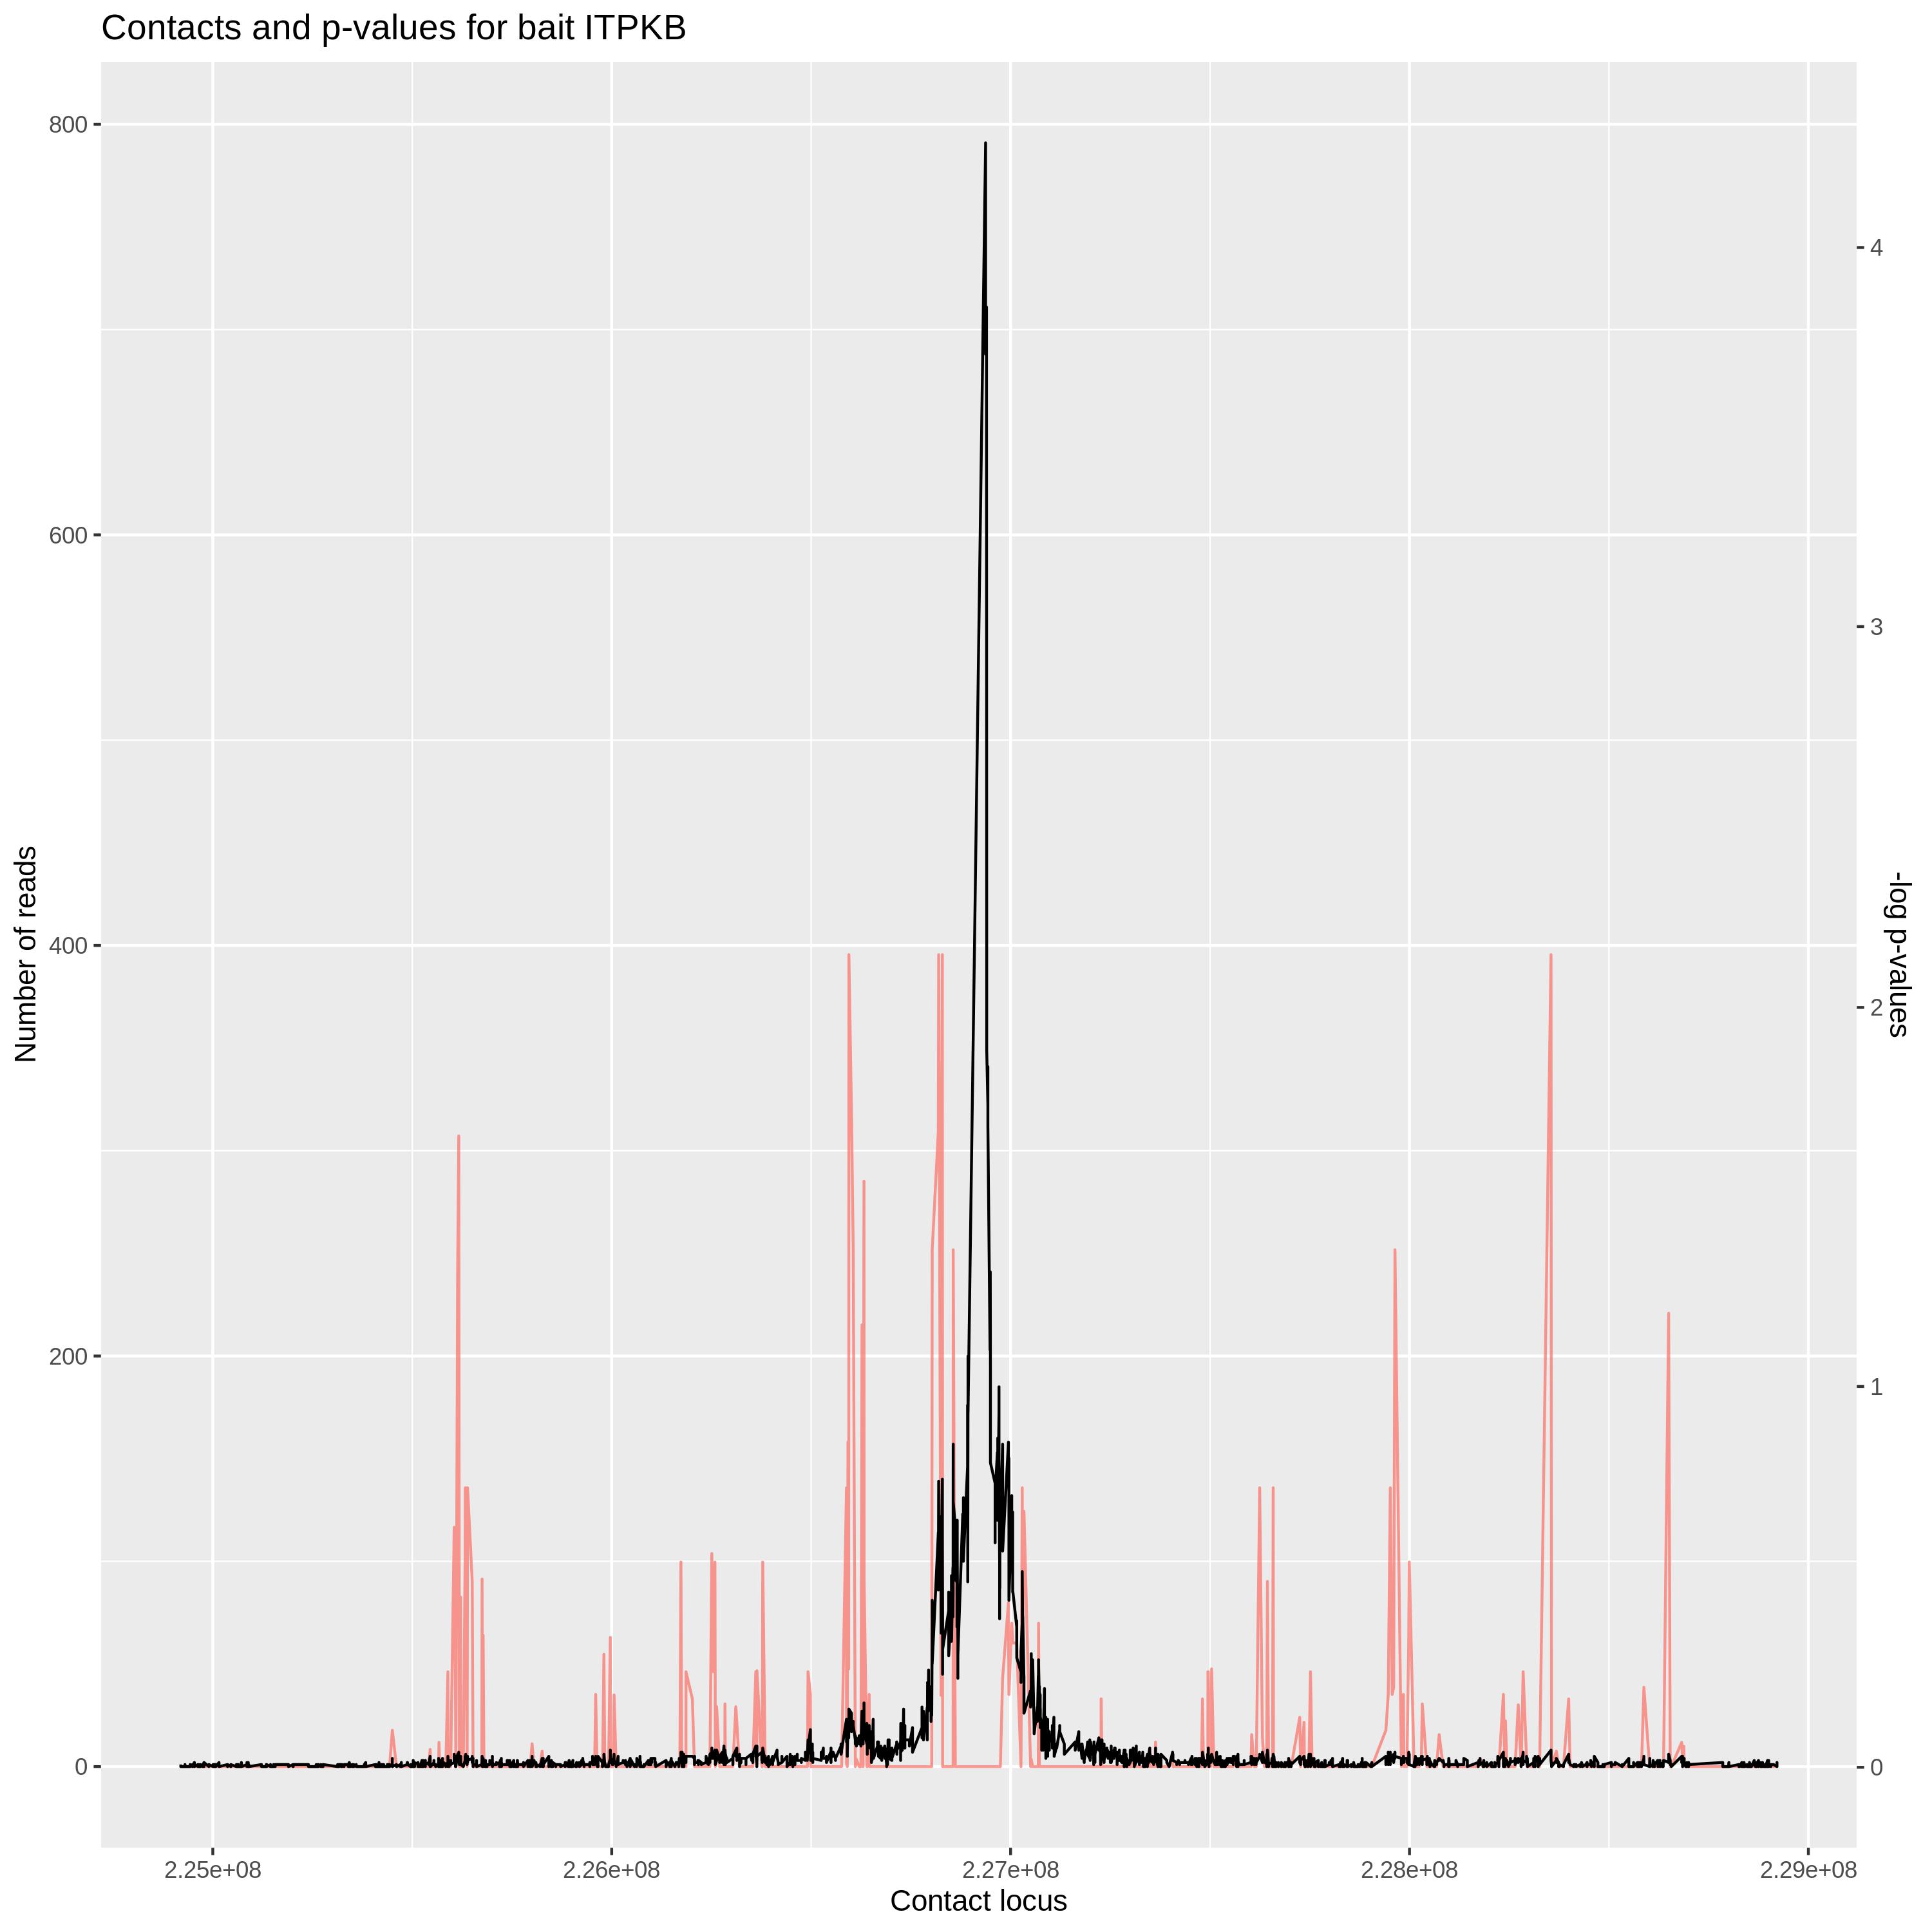 Contacts and p-values for bait ITPKB
800
600
400
200
0
Number of reads
4
3
2
1
0
-log p-values
2.25e+08
2.26e+08
2.27e+08
2.28e+08
2.29e+08
Contact locus